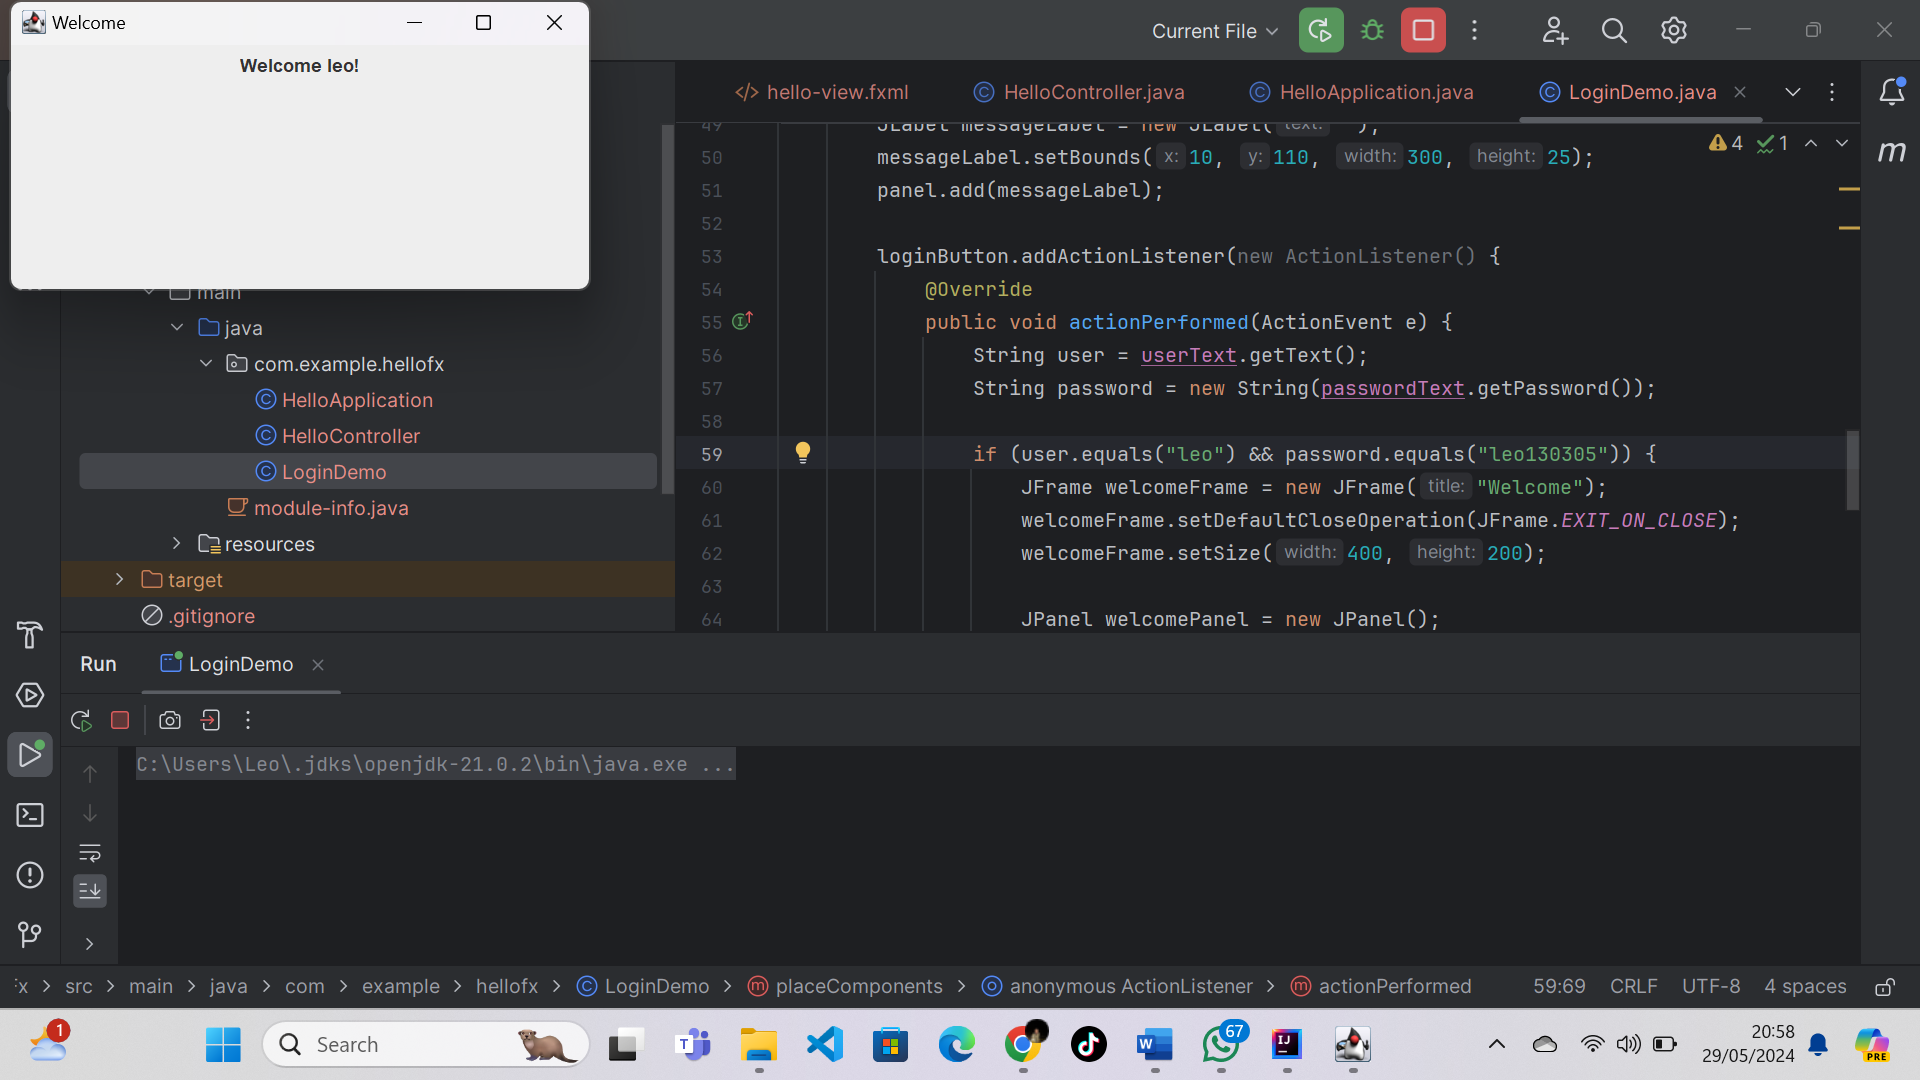 Welcome
Welcome leo!
Current File
hello-view.fxml
HelloController.java
HelloApplication.java
LoginDemo.java
main
java
com.example.hellofx
HelloApplication
HelloController
LoginDemo
module-info.java
resources
target
.gitignore
4 1
49 JLabel messageLabel = new JLabel( text: "");
50 messageLabel.setBounds( x: 10, y: 110, width: 300, height: 25);
51 panel.add(messageLabel);
52
53 loginButton.addActionListener(new ActionListener() {
54 @Override
55 public void actionPerformed(ActionEvent e) {
56 String user = userText.getText();
57 String password = new String(passwordText.getPassword());
58
59 if (user.equals("leo") && password.equals("leo130305")) {
60 JFrame welcomeFrame = new JFrame( title: "Welcome");
61 welcomeFrame.setDefaultCloseOperation(JFrame.EXIT_ON_CLOSE);
62 welcomeFrame.setSize( width: 400, height: 200);
63
64 JPanel welcomePanel = new JPanel();
m
Run LoginDemo
C:\Users\Leo\.jdks\openjdk-21.0.2\bin\java.exe ...
x > src > main > java > com > example > hellofx > LoginDemo > placeComponents > anonymous ActionListener > actionPerformed 59:69 CRLF UTF-8 4 spaces
1
Search
67
20:58
29/05/2024
PRE